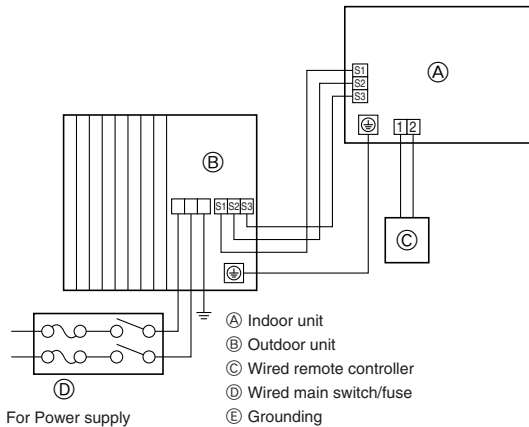 S1
S2
S3
Ⓐ
1 2
Ⓑ
S1 S2 S3
Ⓒ
Ⓓ
For Power supply
Ⓐ Indoor unit
Ⓑ Outdoor unit
Ⓒ Wired remote controller
Ⓓ Wired main switch/fuse
Ⓔ Grounding